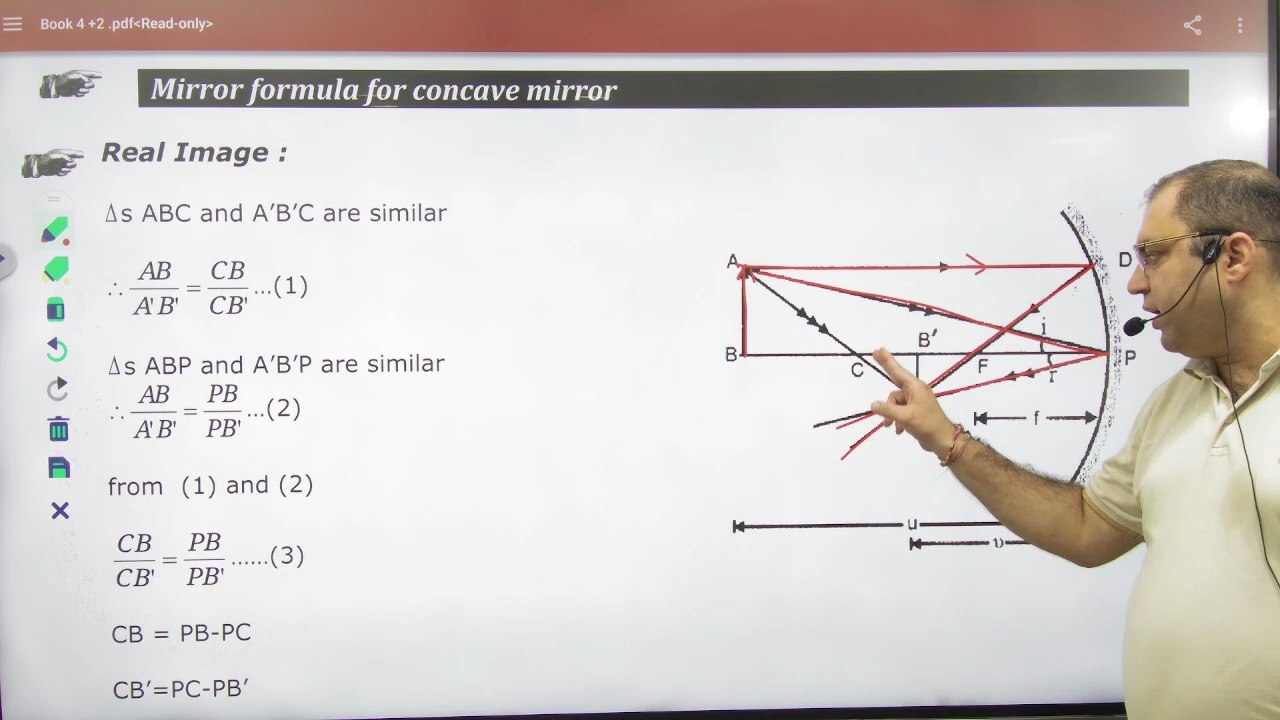 Book 4 +2 .pdf<Read-only>
Mirror formula for concave mirror
Real Image :
Δs ABC and A'B'C are similar
∴ AB/A'B' = CB/CB' ...(1)
Δs ABP and A'B'P are similar
∴ AB/A'B' = PB/PB' ...(2)
from (1) and (2)
CB/CB' = PB/PB' ......(3)
CB = PB-PC
CB'=PC-PB'
A
D
B
C
B'
F
i
r
P
f
u
υ